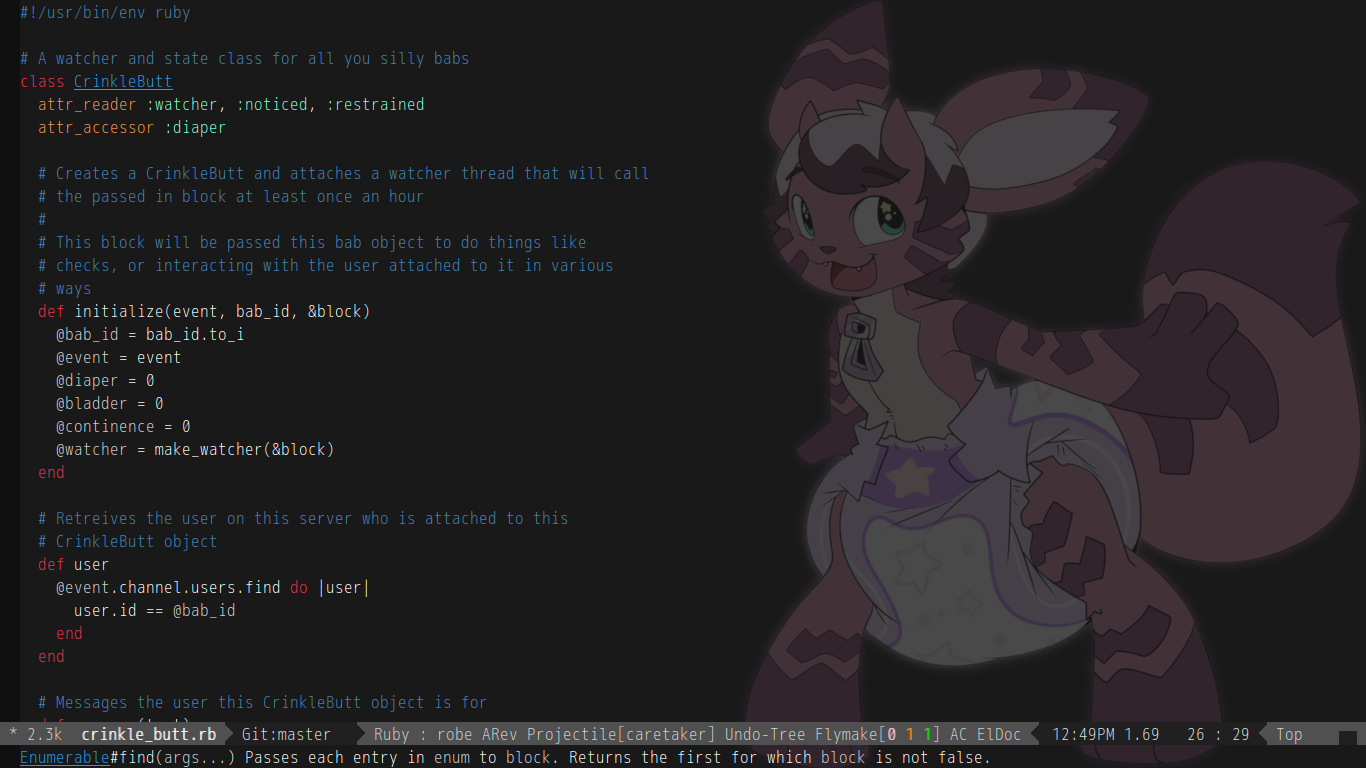 #!/usr/bin/env ruby
# A watcher and state class for all you silly babs
class CrinkleButt
attr_reader :watcher, :noticed, :restrained
attr_accessor :diaper
# Creates a CrinkleButt and attaches a watcher thread that will call
# the passed in block at least once an hour
#
# This block will be passed this bab object to do things like
# checks, or interacting with the user attached to it in various
# ways
def initialize(event, bab_id, &block)
@bab_id = bab_id.to_i
@event = event
@diaper = 0
@bladder = 0
@continence = 0
@watcher = make_watcher(&block)
end
# Retreives the user on this server who is attached to this
# CrinkleButt object
def user
@event.channel.users.find do |user|
user.id == @bab_id
end
end
# Messages the user this CrinkleButt object is for
* 2.3k crinkle_butt.rb Git:master Ruby : robe ARev Projectile[caretaker] Undo-Tree Flymake[0 1 1] AC ElDoc 12:49PM 1.69 26 : 29 Top
Enumerable#find(args...) Passes each entry in enum to block. Returns the first for which block is not false.